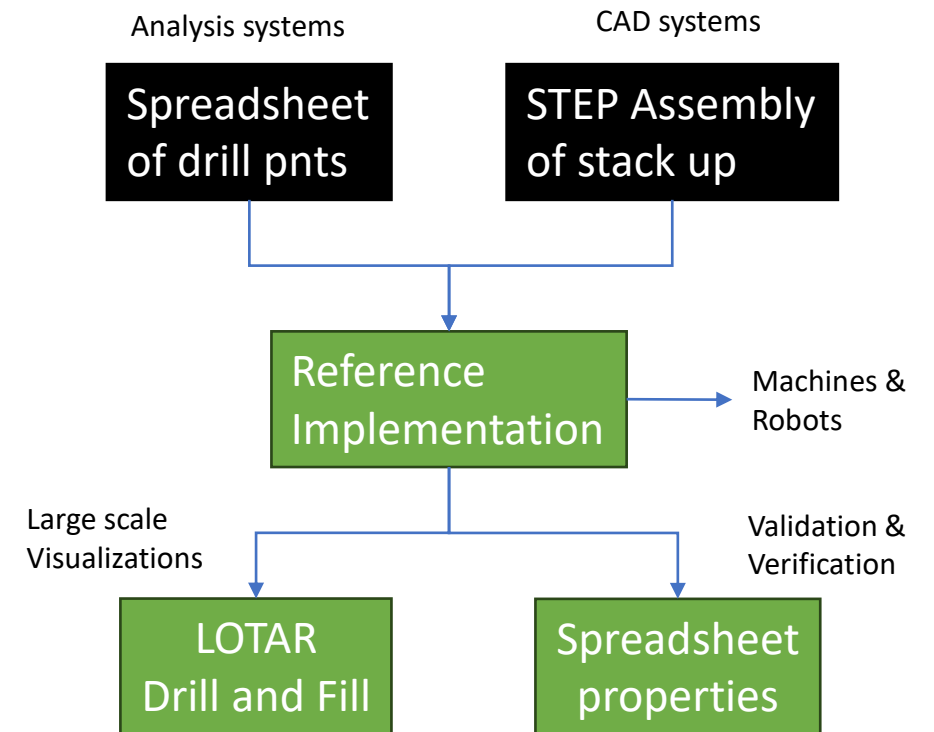 Analysis systems
CAD systems
Spreadsheet
of drill pnts
STEP Assembly
of stack up
Reference
Implementation
Machines &
Robots
Large scale
Visualizations
Validation &
Verification
LOTAR
Drill and Fill
Spreadsheet
properties